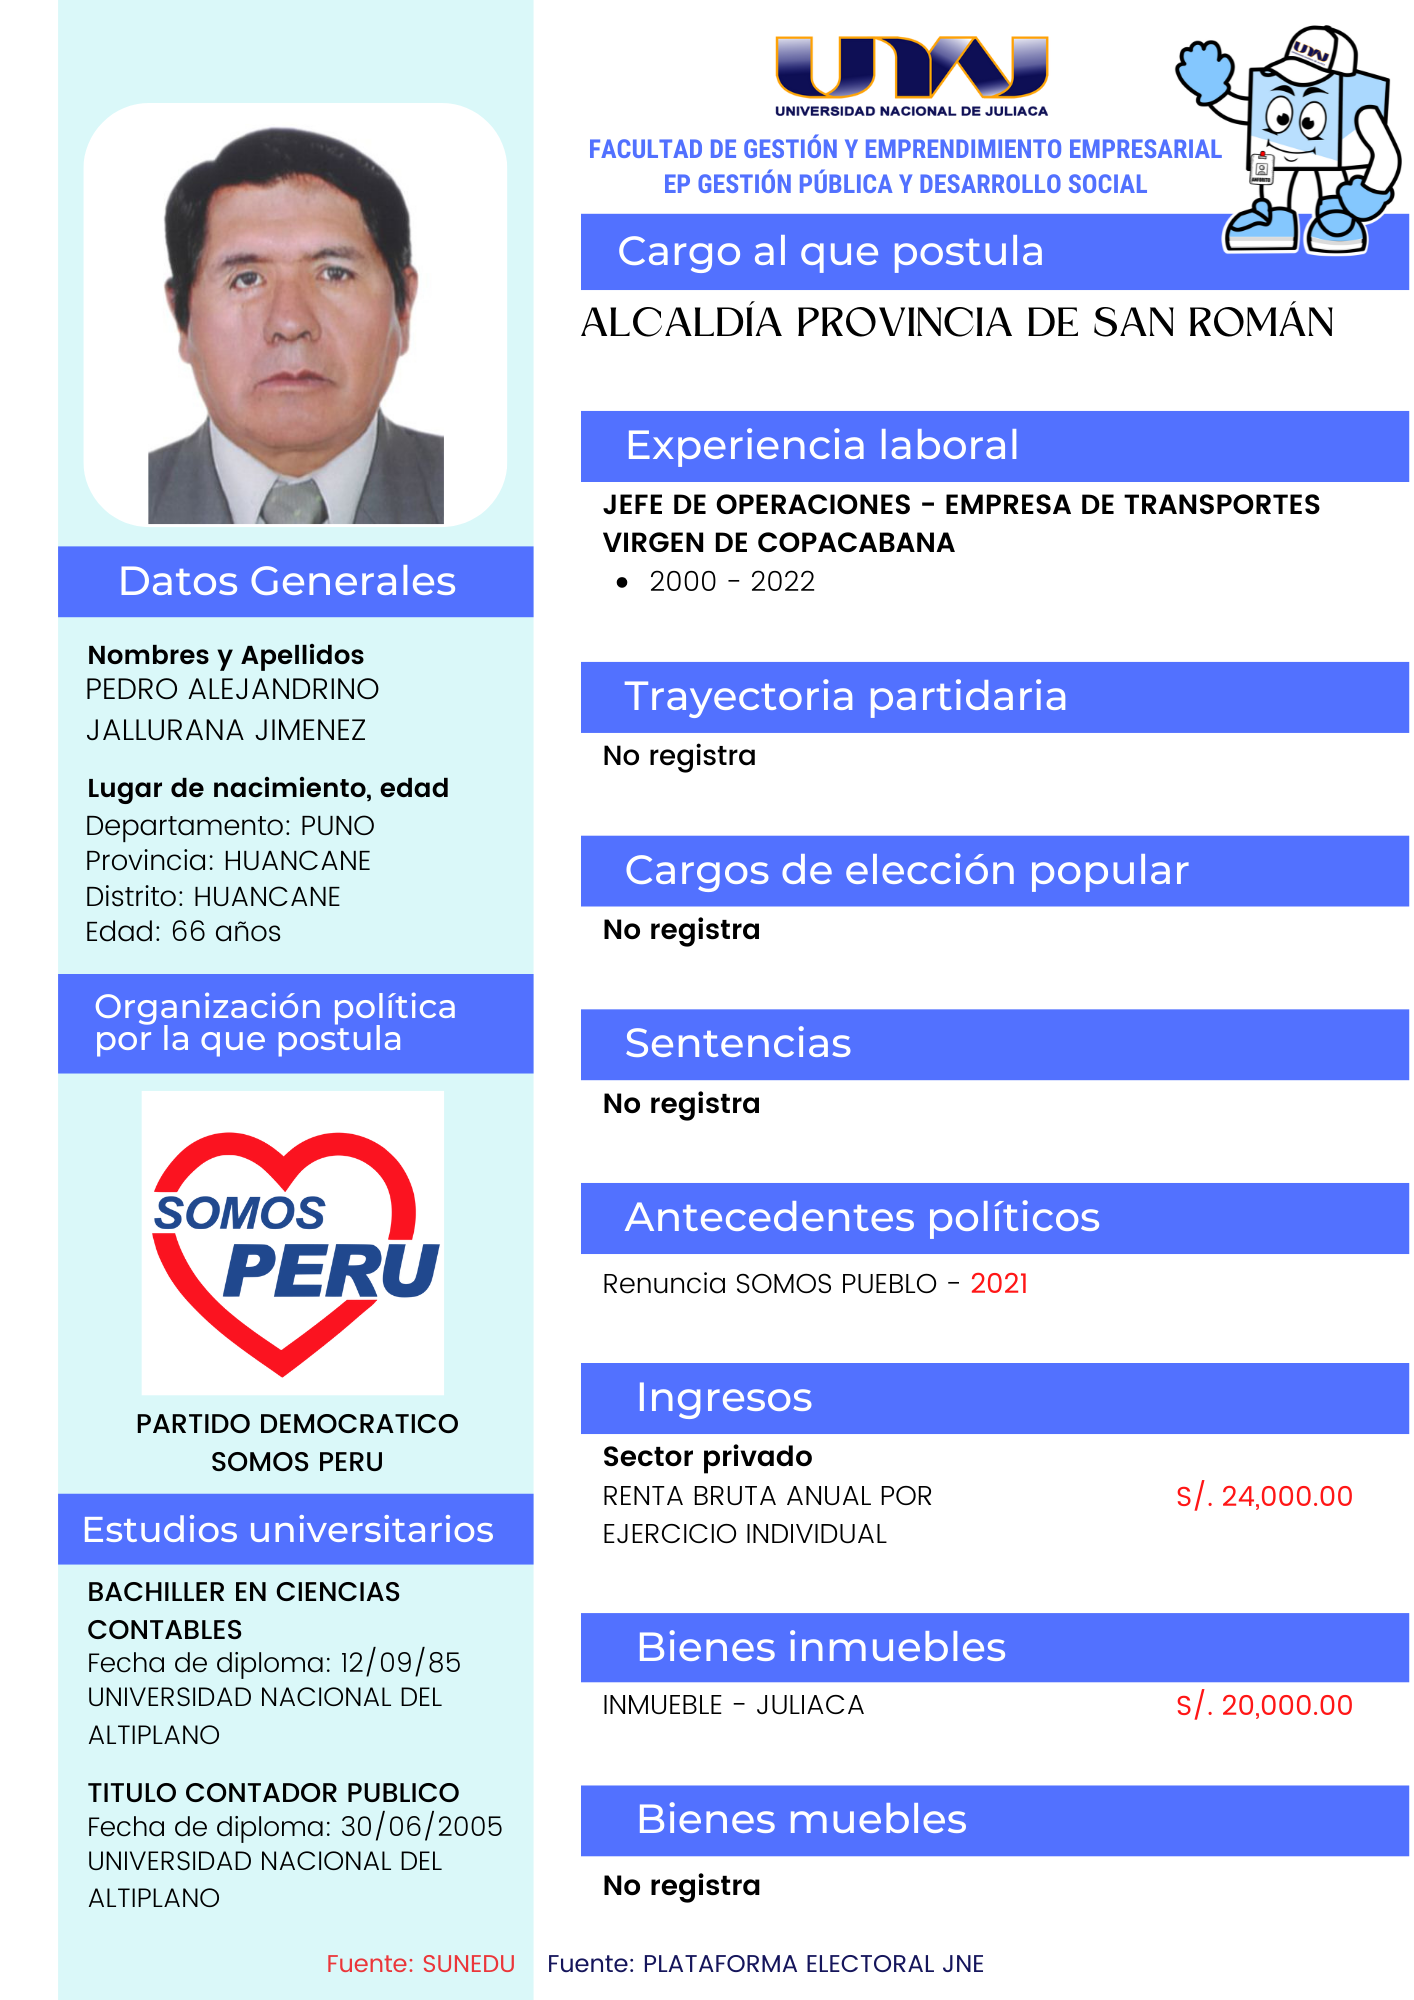 UNAJ
UNIVERSIDAD NACIONAL DE JULIACA
FACULTAD DE GESTIÓN Y EMPRENDIMIENTO EMPRESARIAL
EP GESTIÓN PÚBLICA Y DESARROLLO SOCIAL
UNAJ
ANFORITO
Cargo al que postula
ALCALDÍA PROVINCIA DE SAN ROMÁN
Experiencia laboral
JEFE DE OPERACIONES - EMPRESA DE TRANSPORTES
VIRGEN DE COPACABANA
• 2000 - 2022
Trayectoria partidaria
No registra
Cargos de elección popular
No registra
Sentencias
No registra
Antecedentes políticos
Renuncia SOMOS PUEBLO - 2021
Ingresos
Sector privado
RENTA BRUTA ANUAL POR S/. 24,000.00
EJERCICIO INDIVIDUAL
Bienes inmuebles
INMUEBLE - JULIACA S/. 20,000.00
Bienes muebles
No registra
Datos Generales
Nombres y Apellidos
PEDRO ALEJANDRINO
JALLURANA JIMENEZ
Lugar de nacimiento, edad
Departamento: PUNO
Provincia: HUANCANE
Distrito: HUANCANE
Edad: 66 años
Organización política
por la que postula
SOMOS
PERU
PARTIDO DEMOCRATICO
SOMOS PERU
Estudios universitarios
BACHILLER EN CIENCIAS
CONTABLES
Fecha de diploma: 12/09/85
UNIVERSIDAD NACIONAL DEL
ALTIPLANO
TITULO CONTADOR PUBLICO
Fecha de diploma: 30/06/2005
UNIVERSIDAD NACIONAL DEL
ALTIPLANO
Fuente: SUNEDU
Fuente: PLATAFORMA ELECTORAL JNE